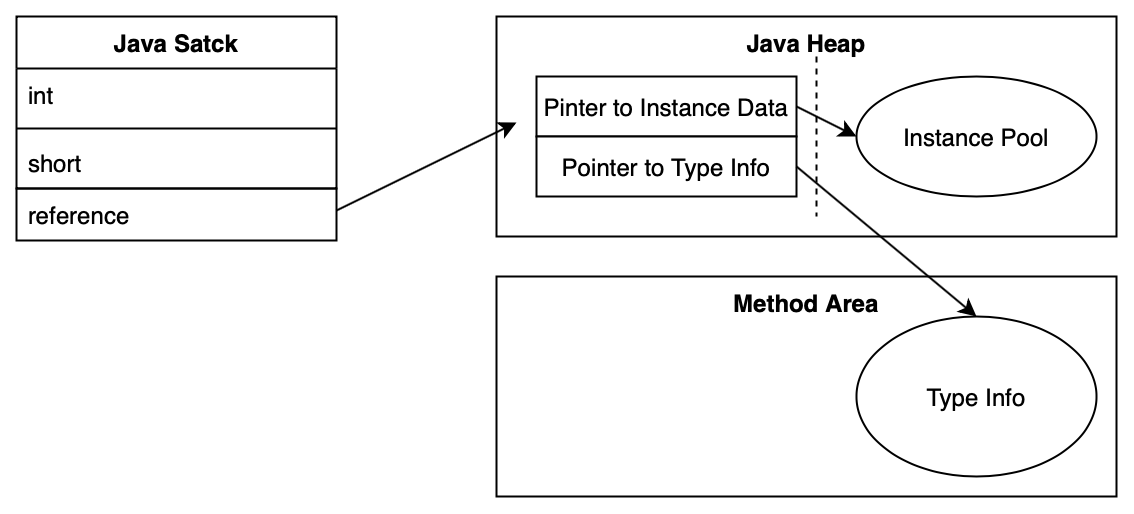 Java Satck
int
short
reference
Java Heap
Pinter to Instance Data
Pointer to Type Info
Instance Pool
Method Area
Type Info